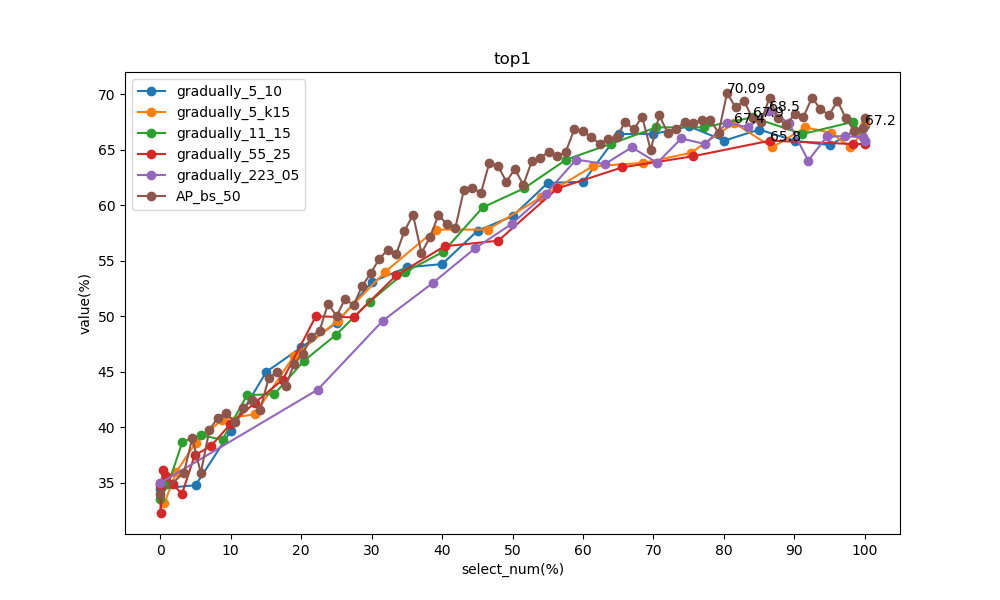 top1
gradually_5_10
gradually_5_k15
gradually_11_15
gradually_55_25
gradually_223_05
AP_bs_50
70.09
68.5
67.9
67.4
67.2
65.8
value(%)
70
65
60
55
50
45
40
35
0 10 20 30 40 50 60 70 80 90 100
select_num(%)